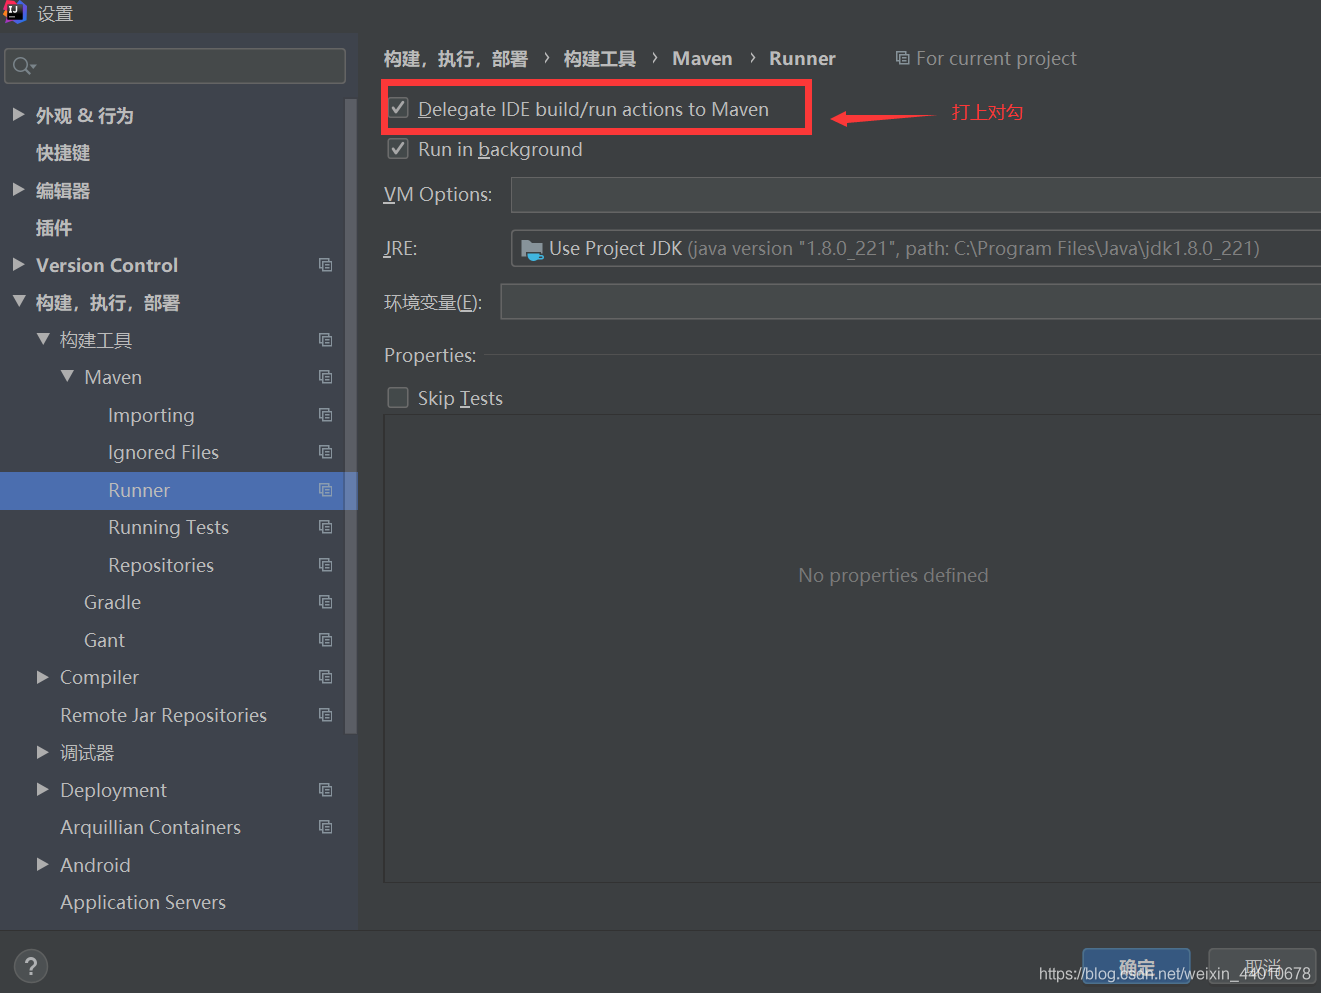 设置
外观 & 行为
快捷键
编辑器
插件
Version Control
构建，执行，部署
构建工具
Maven
Importing
Ignored Files
Runner
Running Tests
Repositories
Gradle
Gant
Compiler
Remote Jar Repositories
调试器
Deployment
Arquillian Containers
Android
Application Servers
构建，执行，部署 › 构建工具 › Maven › Runner For current project
Delegate IDE build/run actions to Maven
打上对勾
Run in background
VM Options:
JRE: Use Project JDK (java version "1.8.0_221", path: C:\Program Files\Java\jdk1.8.0_221)
环境变量(E):
Properties:
Skip Tests
No properties defined
?
确定 取消
https://blog.csdn.net/weixin_44010678